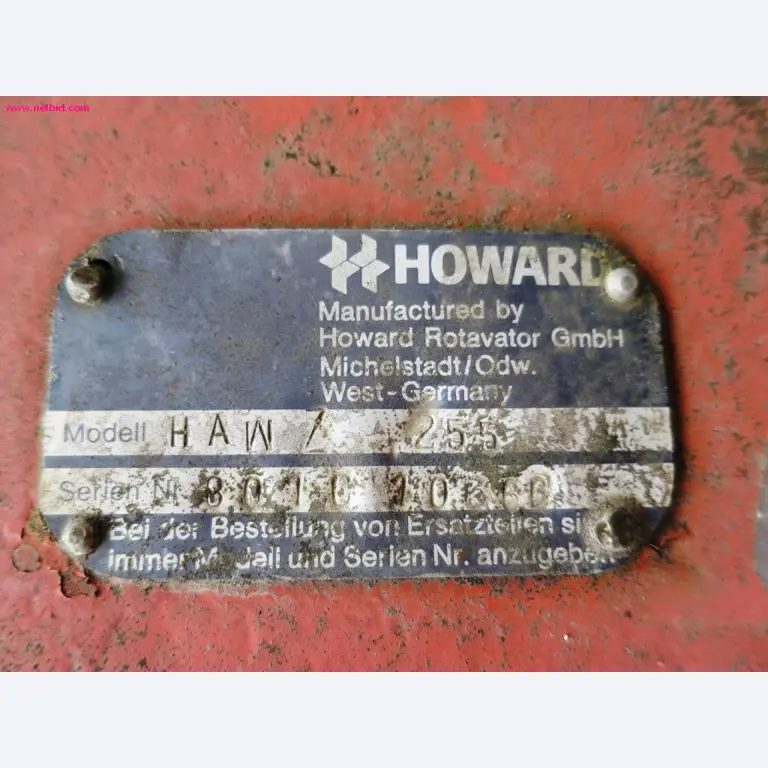 www.netbid.com
HOWARD
Manufactured by
Howard Rotavator GmbH
Michelstadt/Odw.
West-Germany
Modell HAW Z 255
Serien Nr
Bei der Bestellung von Ersatzteilen
immer Modell und Serien Nr. anzugeben.